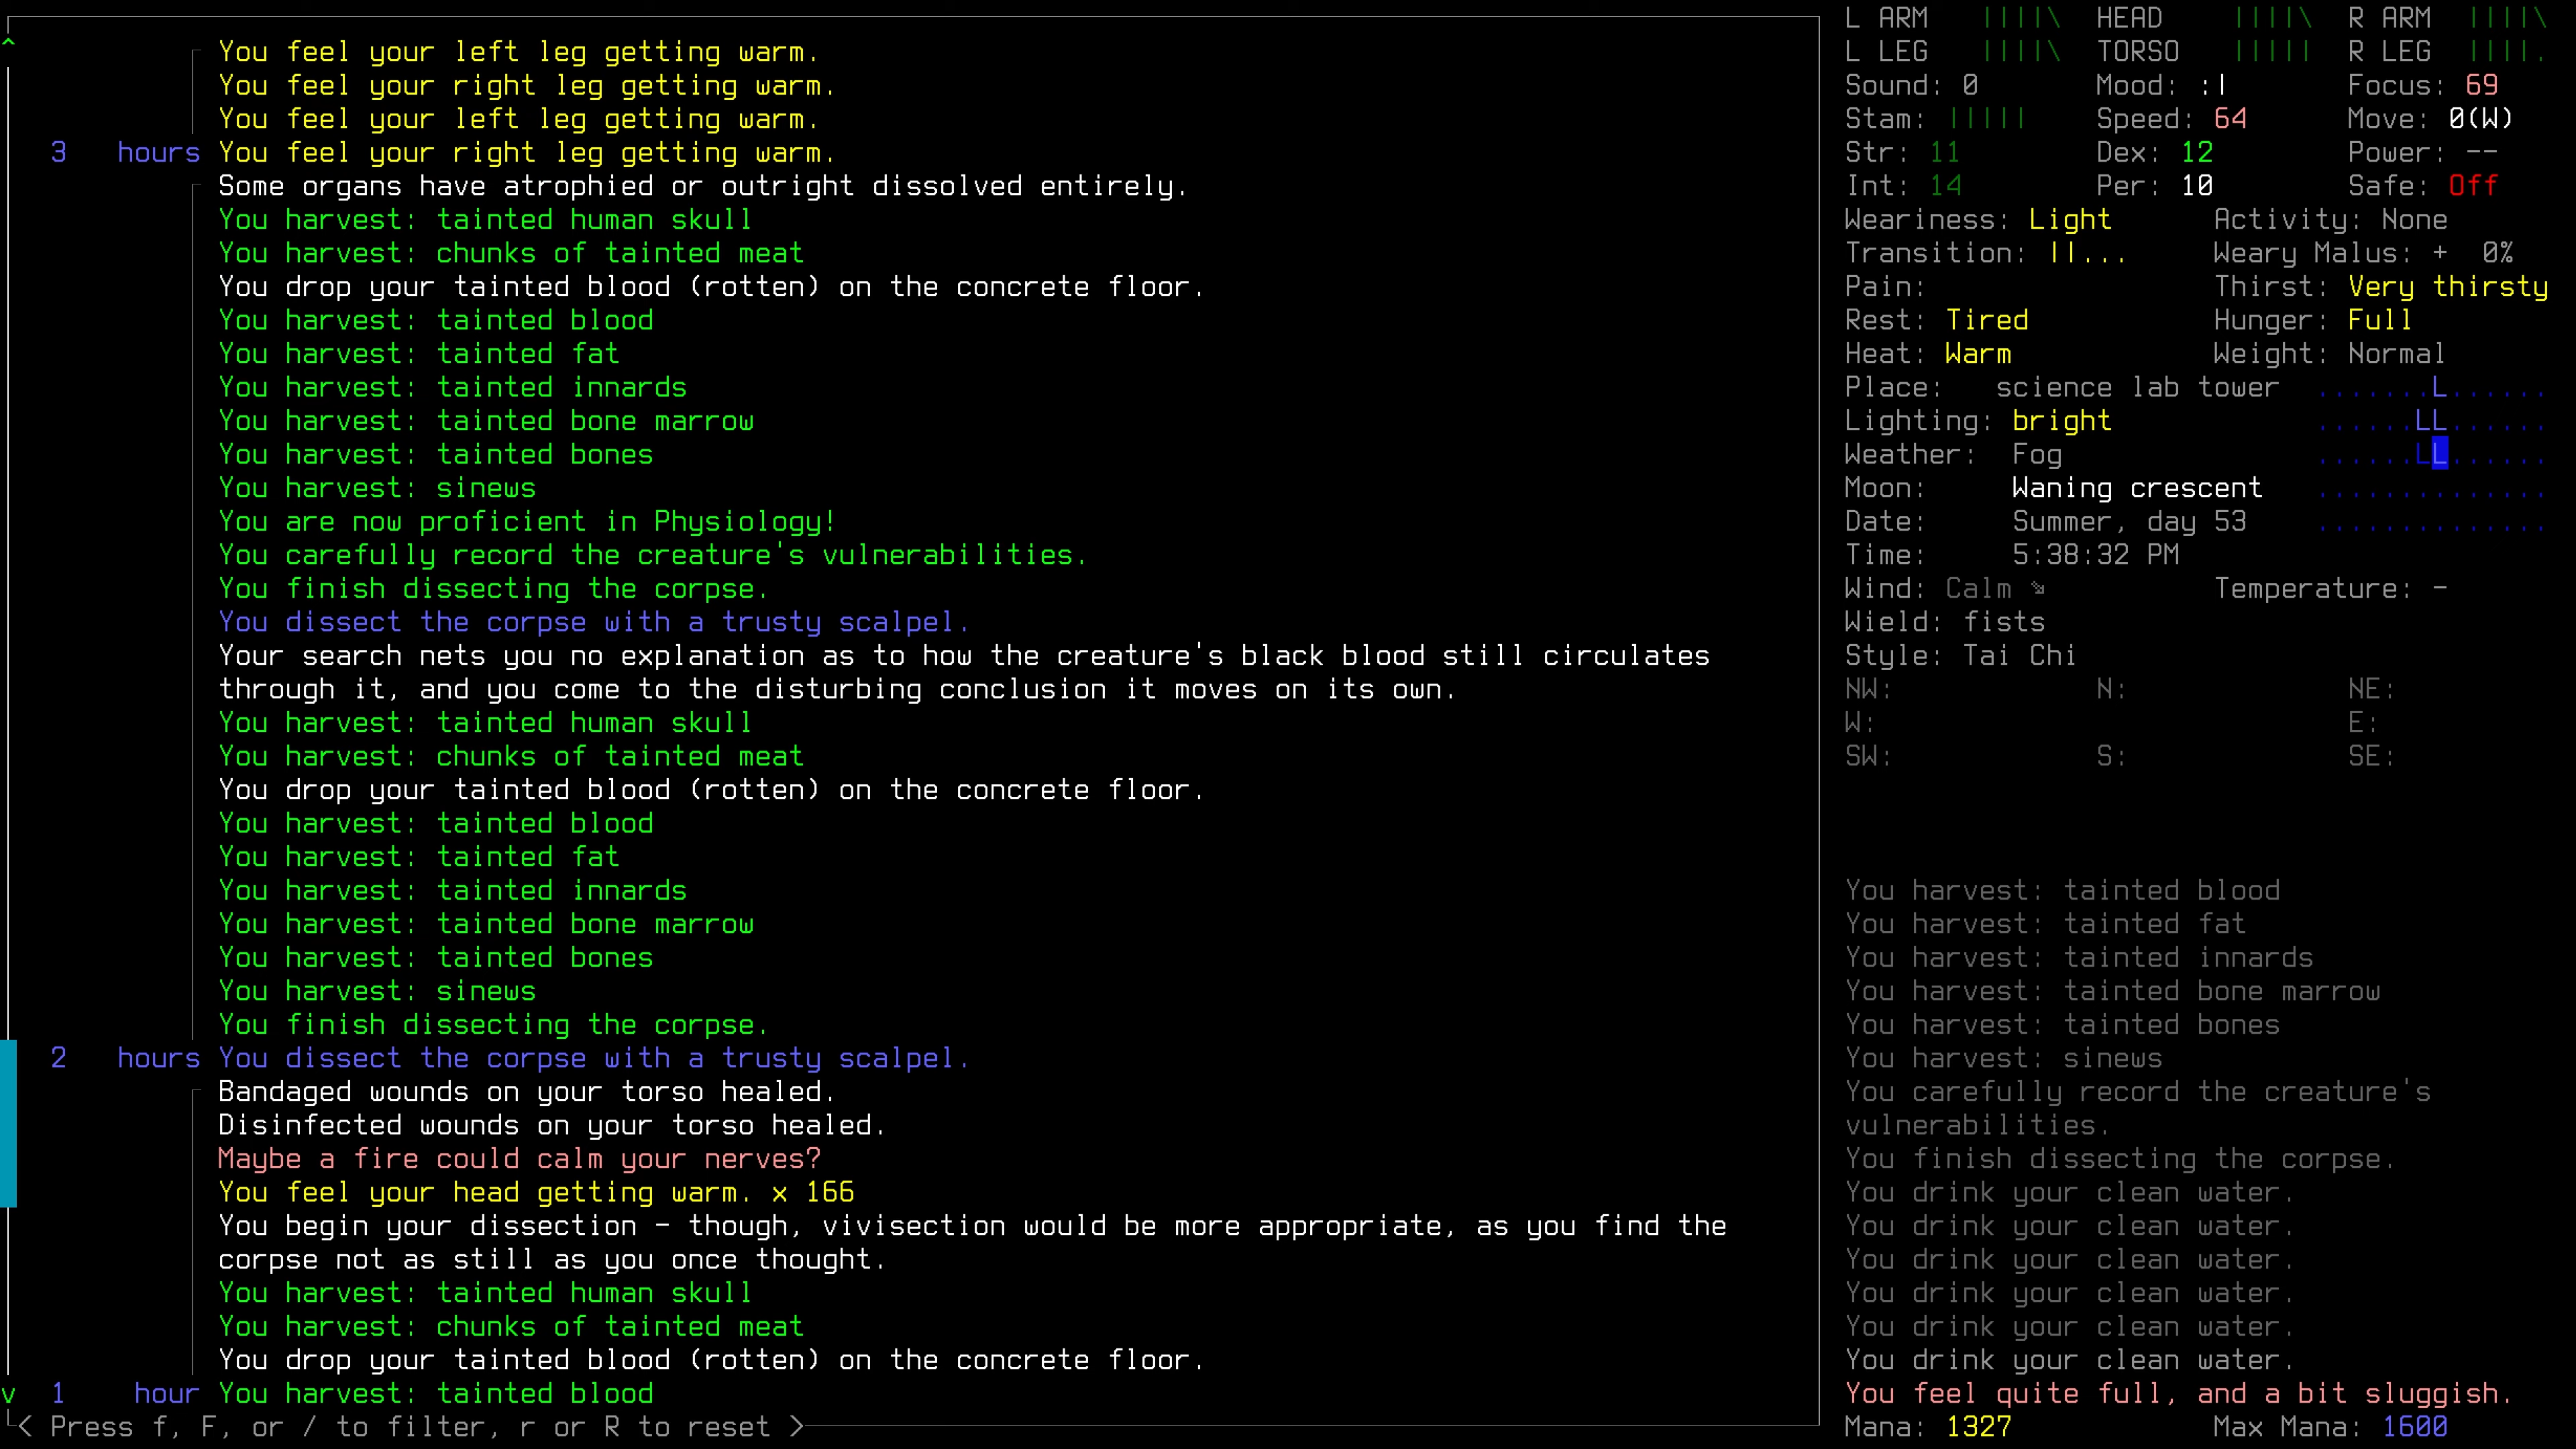 ^
You feel your left leg getting warm.
You feel your right leg getting warm.
You feel your left leg getting warm.
3 hours You feel your right leg getting warm.
Some organs have atrophied or outright dissolved entirely.
You harvest: tainted human skull
You harvest: chunks of tainted meat
You drop your tainted blood (rotten) on the concrete floor.
You harvest: tainted blood
You harvest: tainted fat
You harvest: tainted innards
You harvest: tainted bone marrow
You harvest: tainted bones
You harvest: sinews
You are now proficient in Physiology!
You carefully record the creature's vulnerabilities.
You finish dissecting the corpse.
You dissect the corpse with a trusty scalpel.
Your search nets you no explanation as to how the creature's black blood still circulates
through it, and you come to the disturbing conclusion it moves on its own.
You harvest: tainted human skull
You harvest: chunks of tainted meat
You drop your tainted blood (rotten) on the concrete floor.
You harvest: tainted blood
You harvest: tainted fat
You harvest: tainted innards
You harvest: tainted bone marrow
You harvest: tainted bones
You harvest: sinews
You finish dissecting the corpse.
2 hours You dissect the corpse with a trusty scalpel.
Bandaged wounds on your torso healed.
Disinfected wounds on your torso healed.
Maybe a fire could calm your nerves?
You feel your head getting warm. x 166
You begin your dissection - though, vivisection would be more appropriate, as you find the
corpse not as still as you once thought.
You harvest: tainted human skull
You harvest: chunks of tainted meat
You drop your tainted blood (rotten) on the concrete floor.
v 1 hour You harvest: tainted blood
< Press f, F, or / to filter, r or R to reset >
L ARM ||||\ HEAD ||||\ R ARM ||||\
L LEG ||||\ TORSO ||||| R LEG ||||.
Sound: 0 Mood: :| Focus: 69
Stam: ||||| Speed: 64 Move: 0(W)
Str: 11 Dex: 12 Power: --
Int: 14 Per: 10 Safe: Off
Weariness: Light Activity: None
Transition: ||... Weary Malus: + 0%
Pain: Thirst: Very thirsty
Rest: Tired Hunger: Full
Heat: Warm Weight: Normal
Place: science lab tower .......L......
Lighting: bright ......LL......
Weather: Fog ......LL......
Moon: Waning crescent ..............
Date: Summer, day 53 ..............
Time: 5:38:32 PM
Wind: Calm ⇘ Temperature: -
Wield: fists
Style: Tai Chi
NW: N: NE:
W: E:
SW: S: SE:
You harvest: tainted blood
You harvest: tainted fat
You harvest: tainted innards
You harvest: tainted bone marrow
You harvest: tainted bones
You harvest: sinews
You carefully record the creature's
vulnerabilities.
You finish dissecting the corpse.
You drink your clean water.
You drink your clean water.
You drink your clean water.
You drink your clean water.
You drink your clean water.
You drink your clean water.
You feel quite full, and a bit sluggish.
Mana: 1327 Max Mana: 1600